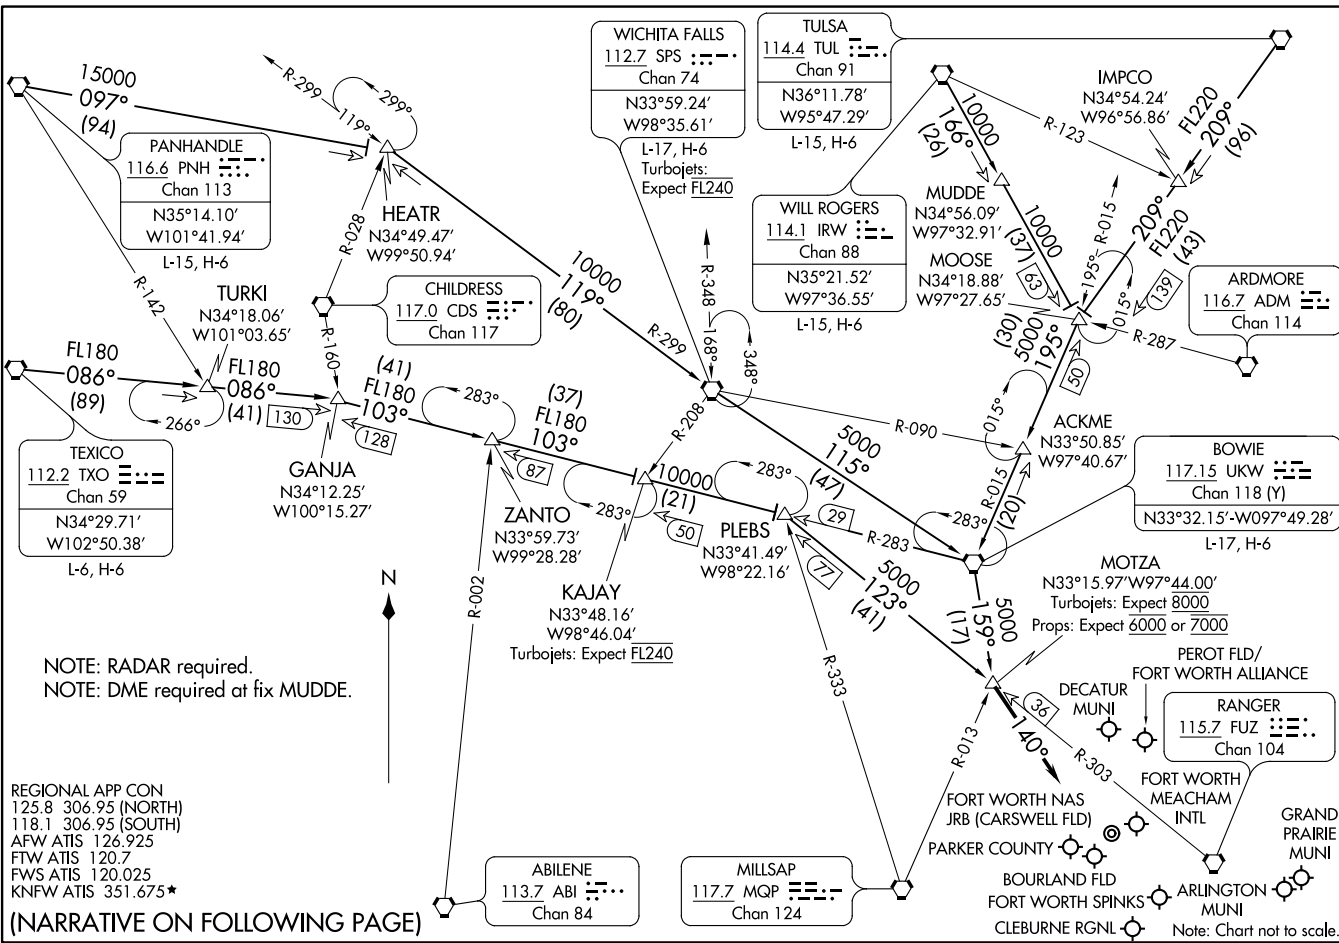 15000
097°
(94)
R-299
119°
299°
PANHANDLE
116.6 PNH
Chan 113
N35°14.10′
W101°41.94′
L-15, H-6
HEATR
N34°49.47′
W99°50.94′
R-028
R-142
WICHITA FALLS
112.7 SPS
Chan 74
N33°59.24′
W98°35.61′
L-17, H-6
Turbojets:
Expect FL240
TULSA
114.4 TUL
Chan 91
N36°11.78′
W95°47.29′
L-15, H-6
IMPCO
N34°54.24′
W96°56.86′
FL220
209°
(96)
R-123
10000
166°
(26)
MUDDE
N34°56.09′
W97°32.91′
WILL ROGERS
114.1 IRW
Chan 88
N35°21.52′
W97°36.55′
L-15, H-6
10000
(37)
63
MOOSE
N34°18.88′
W97°27.65′
195°
R-015
015°
209°
FL220
(43)
139
ARDMORE
116.7 ADM
Chan 114
R-287
CHILDRESS
117.0 CDS
Chan 117
R-160
10000
119°
(80)
R-299
R-348
168°
348°
R-208
R-090
TURKI
N34°18.06′
W101°03.65′
FL180
086°
(89)
266°
FL180
086°
(41)
130
TEXICO
112.2 TXO
Chan 59
N34°29.71′
W102°50.38′
L-6, H-6
GANJA
N34°12.25′
W100°15.27′
128
(41)
FL180
103°
283°
ZANTO
N33°59.73′
W99°28.28′
87
(37)
FL180
103°
283°
KAJAY
N33°48.16′
W98°46.04′
Turbojets: Expect FL240
50
10000
(21)
283°
PLEBS
N33°41.49′
W98°22.16′
29
77
R-283
283°
5000
115°
(47)
(30)
5000
195°
50
015°
ACKME
N33°50.85′
W97°40.67′
R-015
(20)
BOWIE
117.15 UKW
Chan 118 (Y)
N33°32.15′-W097°49.28′
L-17, H-6
5000
123°
(41)
5000
159°
(17)
MOTZA
N33°15.97′W97°44.00′
Turbojets: Expect 8000
Props: Expect 6000 or 7000
R-002
R-333
R-013
36
140°
R-303
N
NOTE: RADAR required.
NOTE: DME required at fix MUDDE.
PEROT FLD/
FORT WORTH ALLIANCE
DECATUR
MUNI
RANGER
115.7 FUZ
Chan 104
FORT WORTH
MEACHAM
INTL
FORT WORTH NAS
JRB (CARSWELL FLD)
PARKER COUNTY
GRAND
PRAIRIE
MUNI
BOURLAND FLD
FORT WORTH SPINKS
ARLINGTON
MUNI
CLEBURNE RGNL
Note: Chart not to scale.
REGIONAL APP CON
125.8 306.95 (NORTH)
118.1 306.95 (SOUTH)
AFW ATIS 126.925
FTW ATIS 120.7
FWS ATIS 120.025
KNFW ATIS 351.675★
(NARRATIVE ON FOLLOWING PAGE)
ABILENE
113.7 ABI
Chan 84
MILLSAP
117.7 MQP
Chan 124